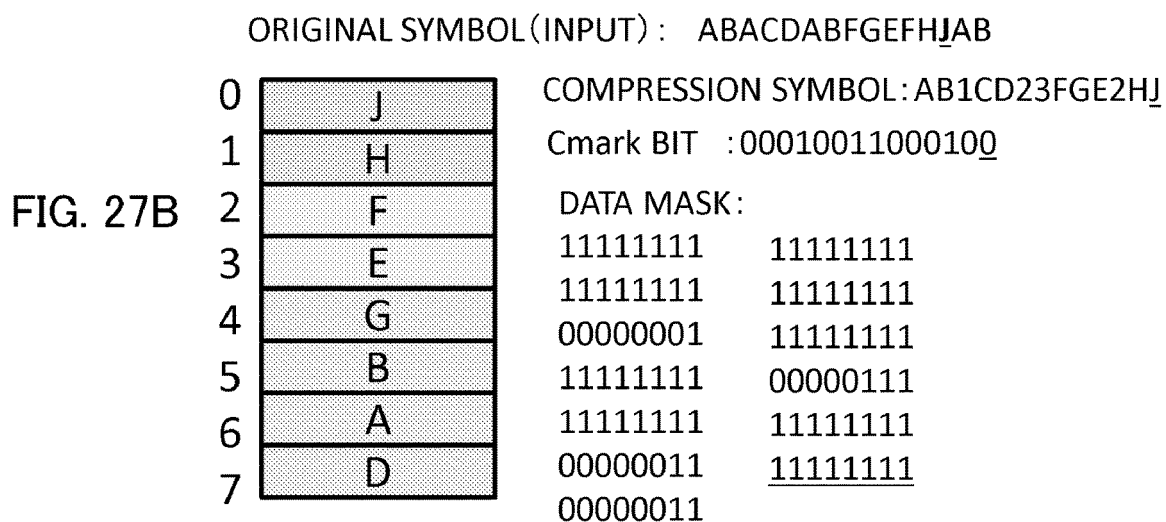 ORIGINAL SYMBOL(INPUT): ABACDABFGEFHJAB
COMPRESSION SYMBOL:AB1CD23FGE2HJ
Cmark BIT :00010011000100
FIG. 27B
0 J
1 H
2 F
3 E
4 G
5 B
6 A
7 D
DATA MASK:
11111111
11111111
00000001
11111111
11111111
00000011
00000011
11111111
11111111
11111111
00000111
11111111
11111111